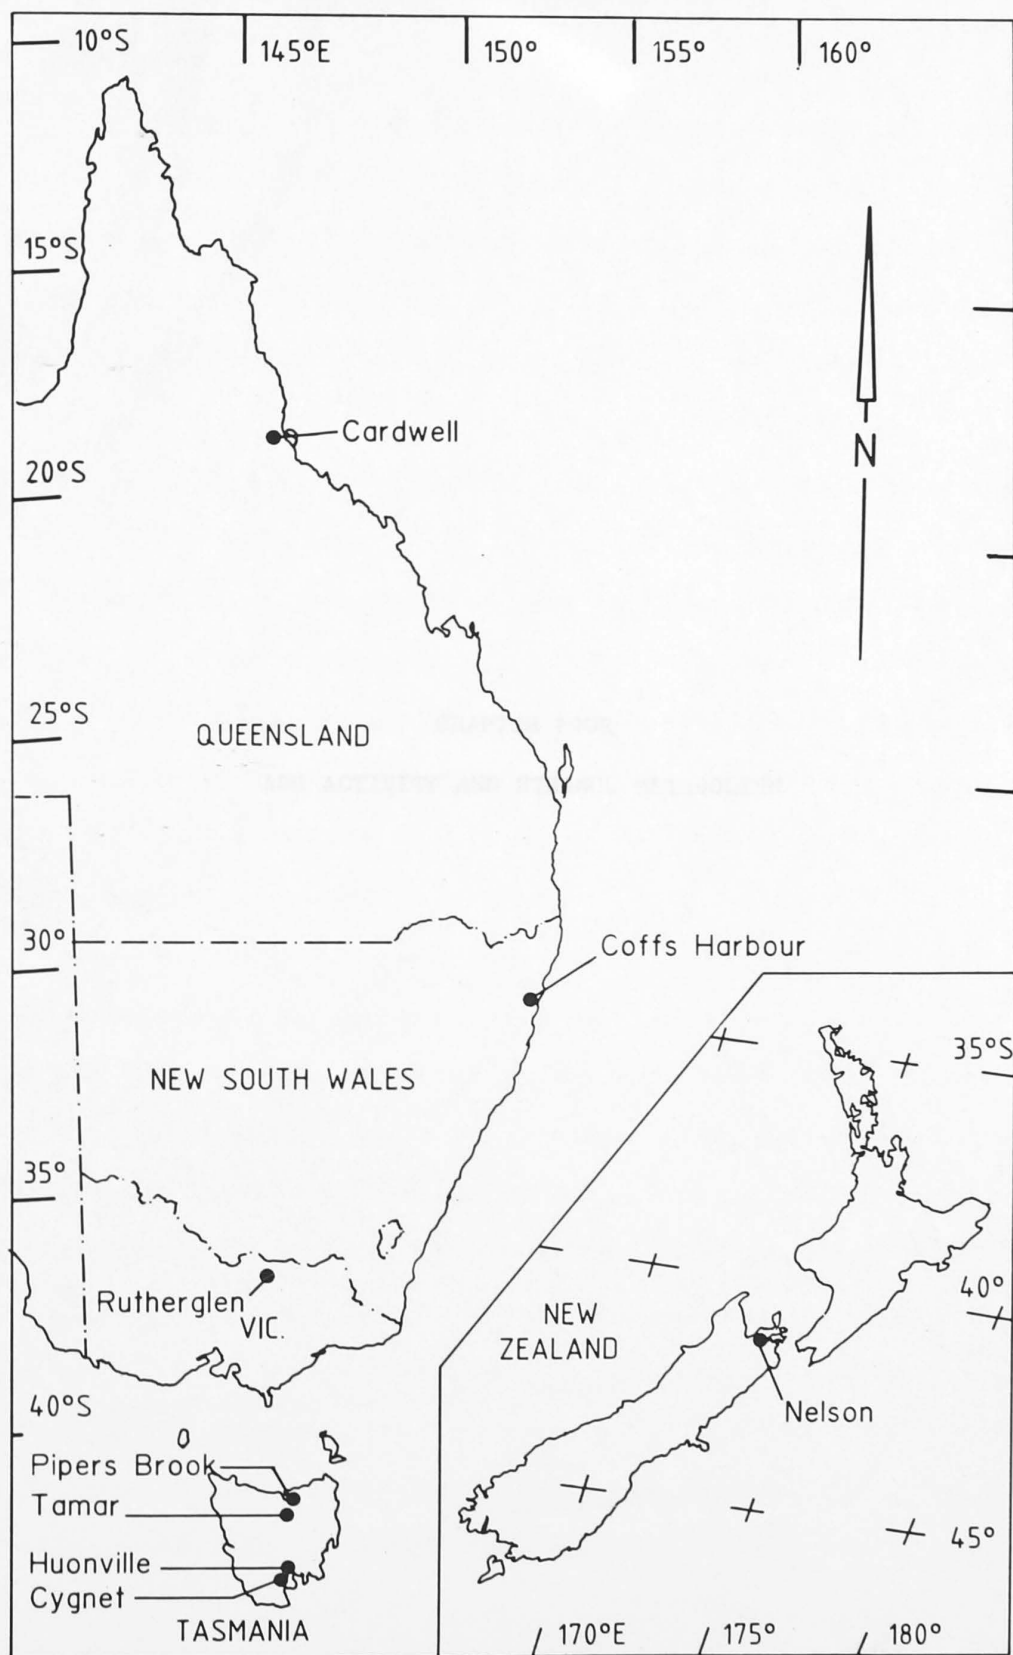 10°S
145°E
150°
155°
160°
15°S
Cardwell
N
20°S
25°S
QUEENSLAND
30°
Coffs Harbour
35°S
NEW SOUTH WALES
35°
Rutherglen
VIC.
40°
NEW
ZEALAND
Nelson
40°S
Pipers Brook
Tamar
45°
Huonville
Cygnet
TASMANIA
170°E
175°
180°